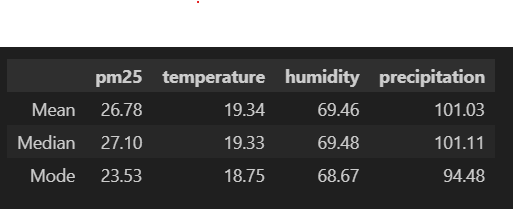 pm25 temperature humidity precipitation
Mean 26.78 19.34 69.46 101.03
Median 27.10 19.33 69.48 101.11
Mode 23.53 18.75 68.67 94.48